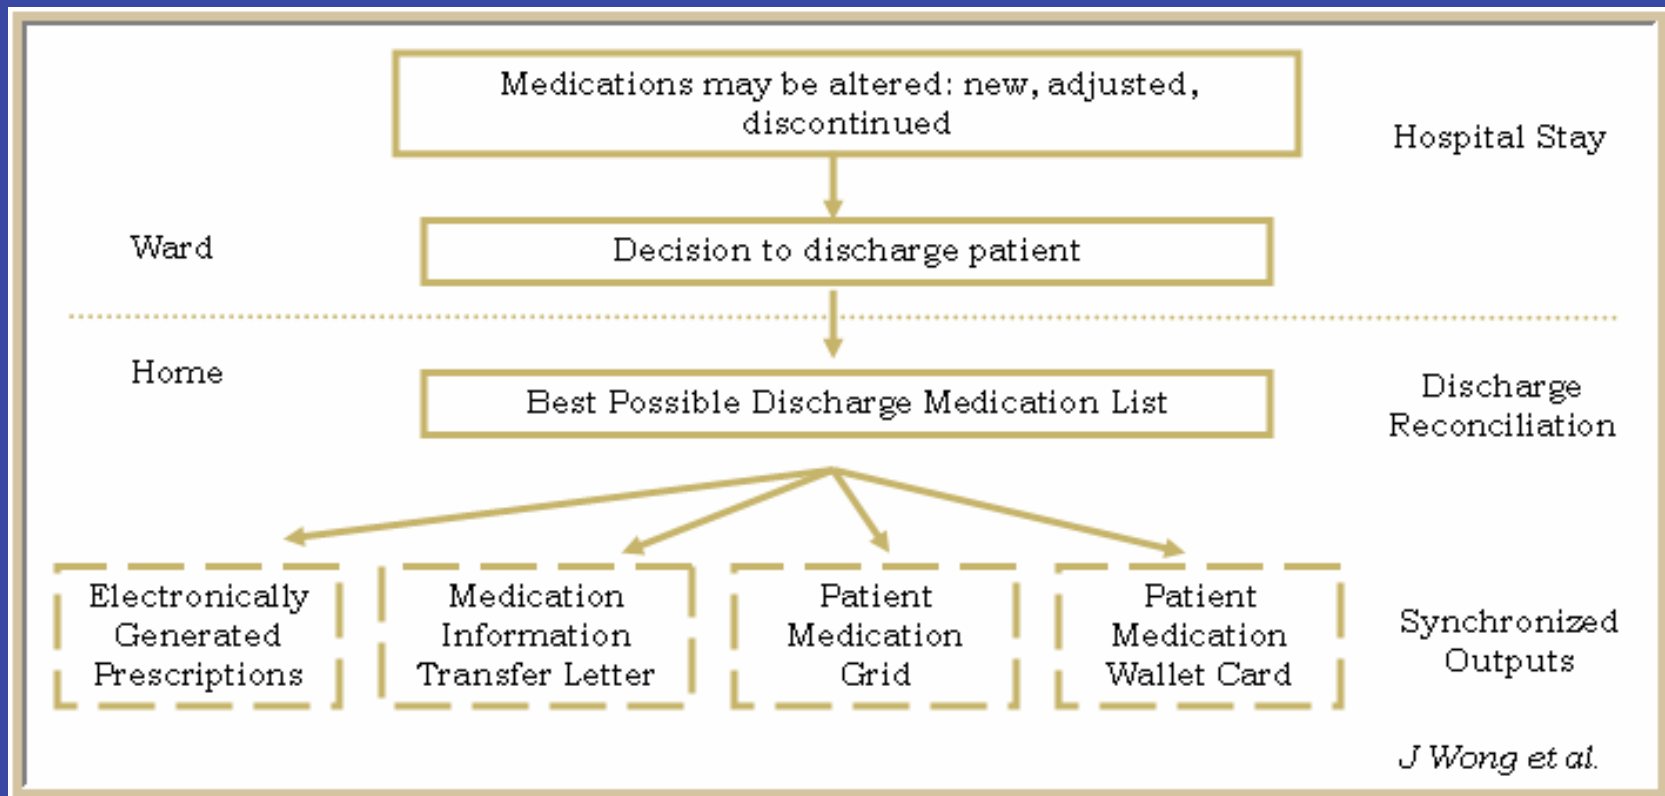 Medications may be altered: new, adjusted,
discontinued
Hospital Stay
Ward
Decision to discharge patient
Home
Best Possible Discharge Medication List
Discharge
Reconciliation
Electronically
Generated
Prescriptions
Medication
Information
Transfer Letter
Patient
Medication
Grid
Patient
Medication
Wallet Card
Synchronized
Outputs
J Wong et al.